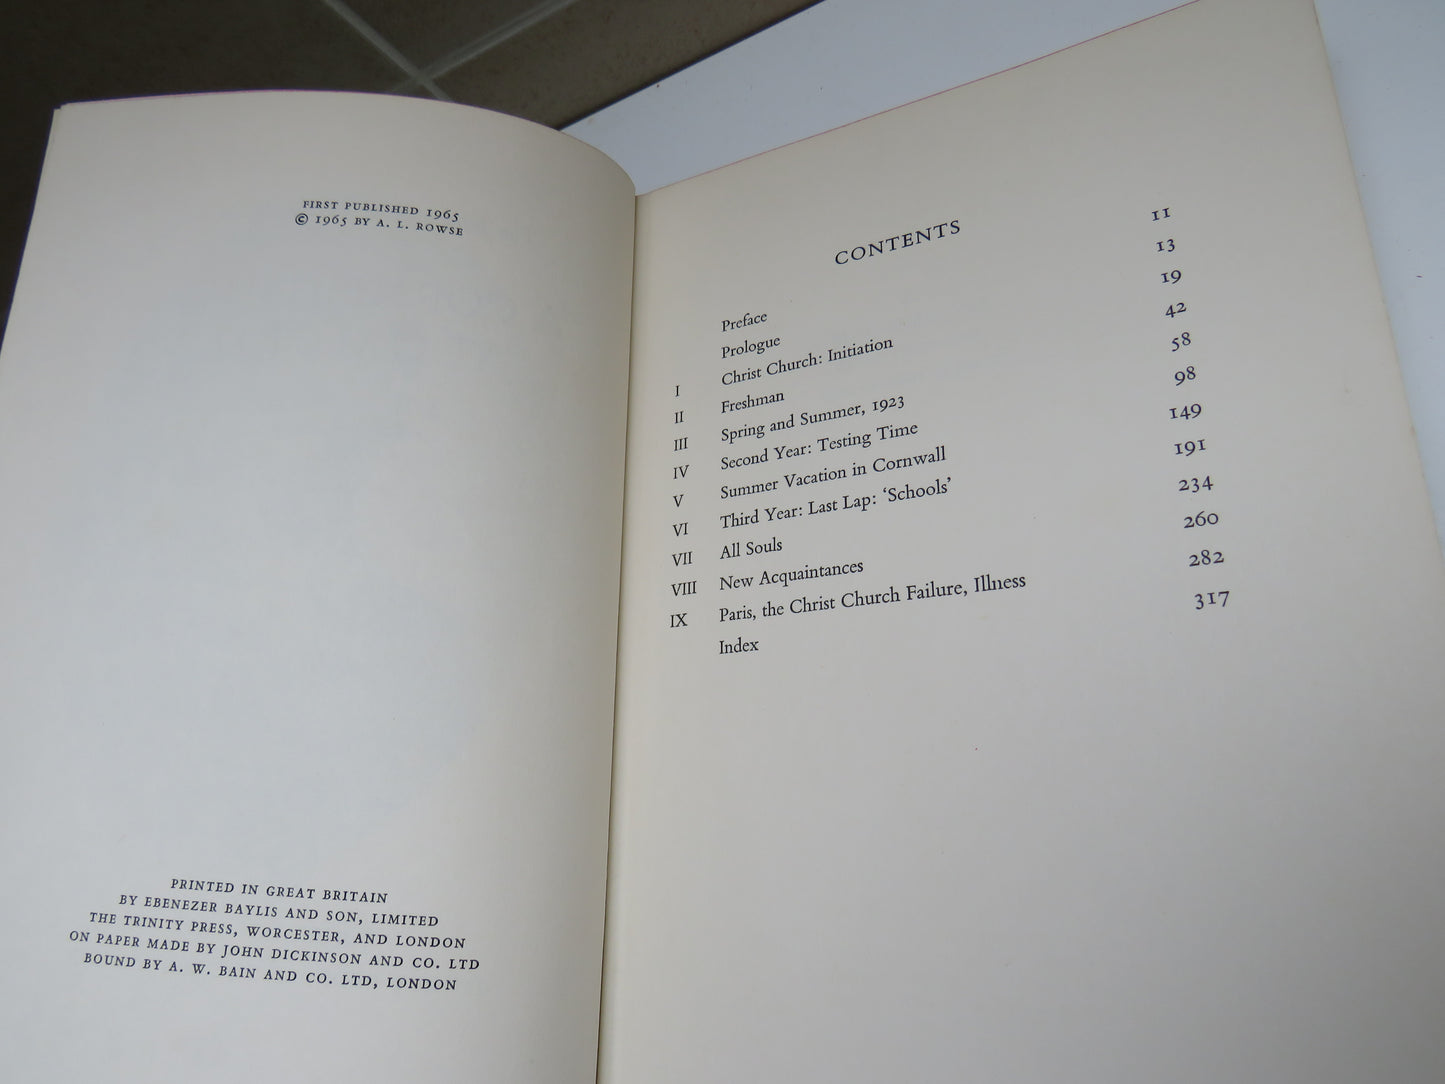 FIRST PUBLISHED 1965
© 1965 BY A. L. ROWSE
PRINTED IN GREAT BRITAIN
BY EBENEZER BAYLIS AND SON, LIMITED
THE TRINITY PRESS, WORCESTER, AND LONDON
ON PAPER MADE BY JOHN DICKINSON AND CO. LTD
BOUND BY A. W. BAIN AND CO. LTD, LONDON
CONTENTS
Preface 11
Prologue 13
I Christ Church: Initiation 19
II Freshman 42
III Spring and Summer, 1923 58
IV Second Year: Testing Time 98
V Summer Vacation in Cornwall 149
VI Third Year: Last Lap: ‘Schools’ 191
VII All Souls 234
VIII New Acquaintances 260
IX Paris, the Christ Church Failure, Illness 282
Index 317